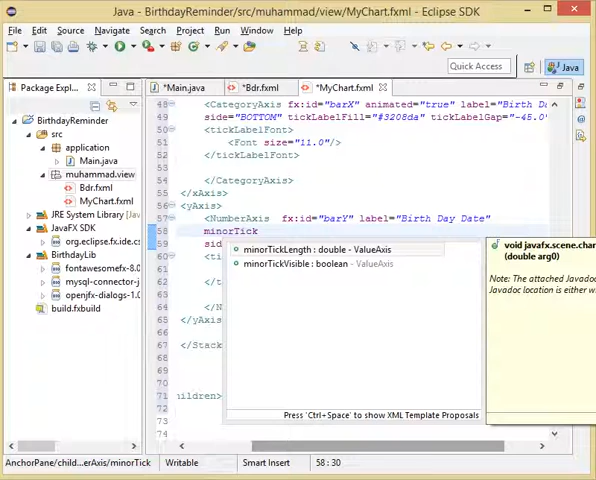 Java - BirthdayReminder/src/muhammad/view/MyChart.fxml - Eclipse SDK
File Edit Source Navigate Search Project Run Window Help
Quick Access
Java
Package Expl...
*Main.java
*Bdr.fxml
*MyChart.fxml
BirthdayReminder
src
application
Main.java
muhammad.view
Bdr.fxml
MyChart.fxml
JRE System Library [
JavaFX SDK
org.eclipse.fx.ide.cs
BirthdayLib
fontawesomefx-8.0
mysql-connector-j
openjfx-dialogs-1.0
build.fxbuild
48 <CategoryAxis fx:id="barX" animated="true" label="Birth Da
49 side="BOTTOM" tickLabelFill="#3208da" tickLabelGap="-45.0"
50 <tickLabelFont>
51 <Font size="11.0"/>
52 </tickLabelFont>
53
54 </CategoryAxis>
55 </xAxis>
56 <yAxis>
57 <NumberAxis fx:id="barY" label="Birth Day Date"
58 minorTick
59 sid
60 <ti
61
62 </ti
63
64 </N
65 </yAxi
66
67 </Stack
68
69
70
71 hildren>
72
73
74
minorTickLength : double - ValueAxis
minorTickVisible : boolean - ValueAxis
Press 'Ctrl+Space' to show XML Template Proposals
void javafx.scene.char
(double arg0)
Note: The attached Javadoc
Javadoc location is either w
AnchorPane/child...erAxis/minorTick
Writable
Smart Insert
58 : 30